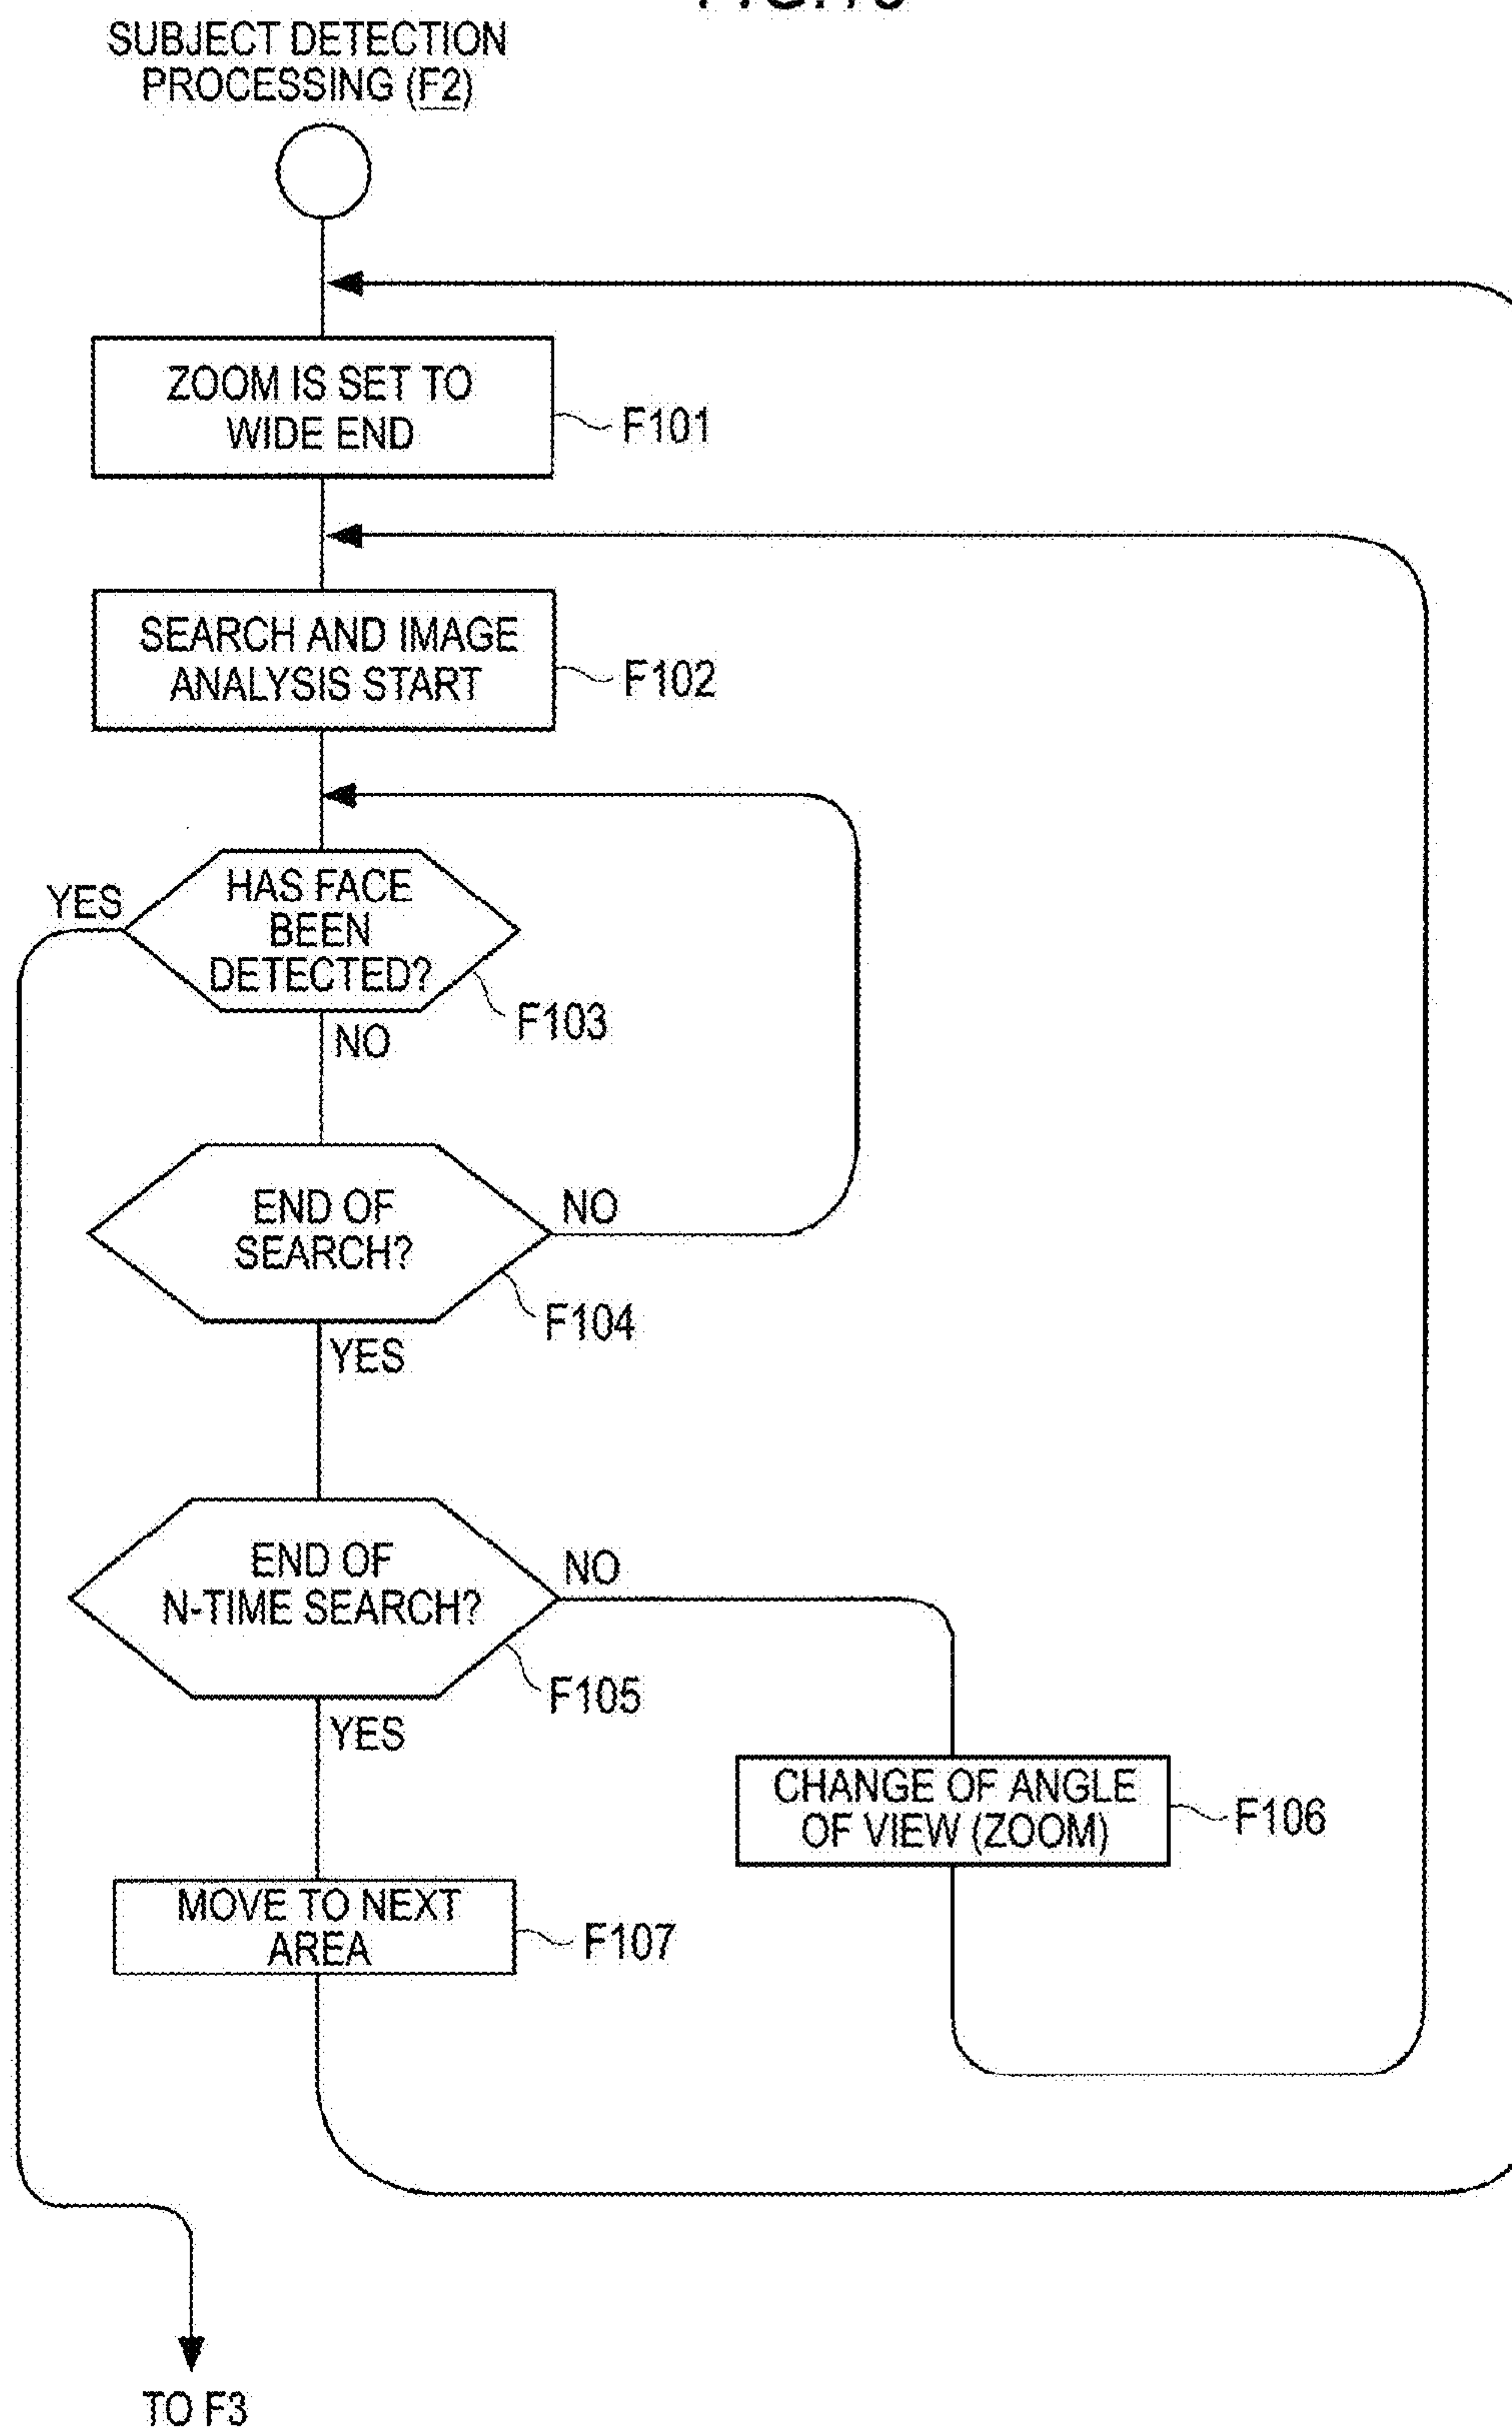 SUBJECT DETECTION
PROCESSING (F2)
ZOOM IS SET TO
WIDE END
F101
SEARCH AND IMAGE
ANALYSIS START
F102
YES
HAS FACE
BEEN
DETECTED?
F103
NO
END OF
SEARCH?
NO
F104
YES
END OF
N-TIME SEARCH?
NO
F105
YES
CHANGE OF ANGLE
OF VIEW (ZOOM)
F106
MOVE TO NEXT
AREA
F107
TO F3